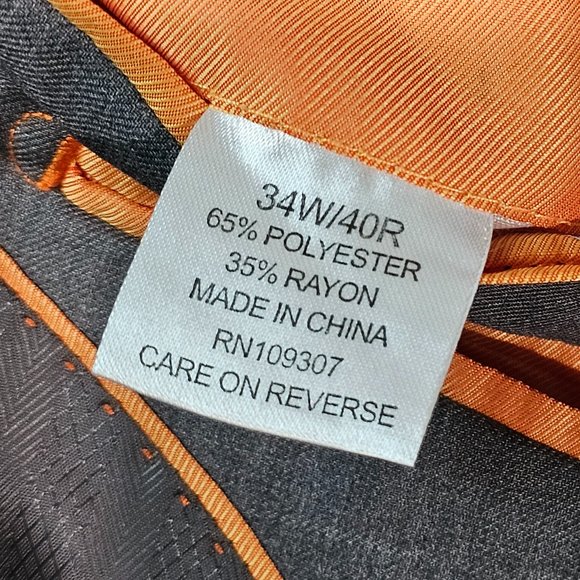 34W/40R
65% POLYESTER
35% RAYON
MADE IN CHINA
RN109307
CARE ON REVERSE